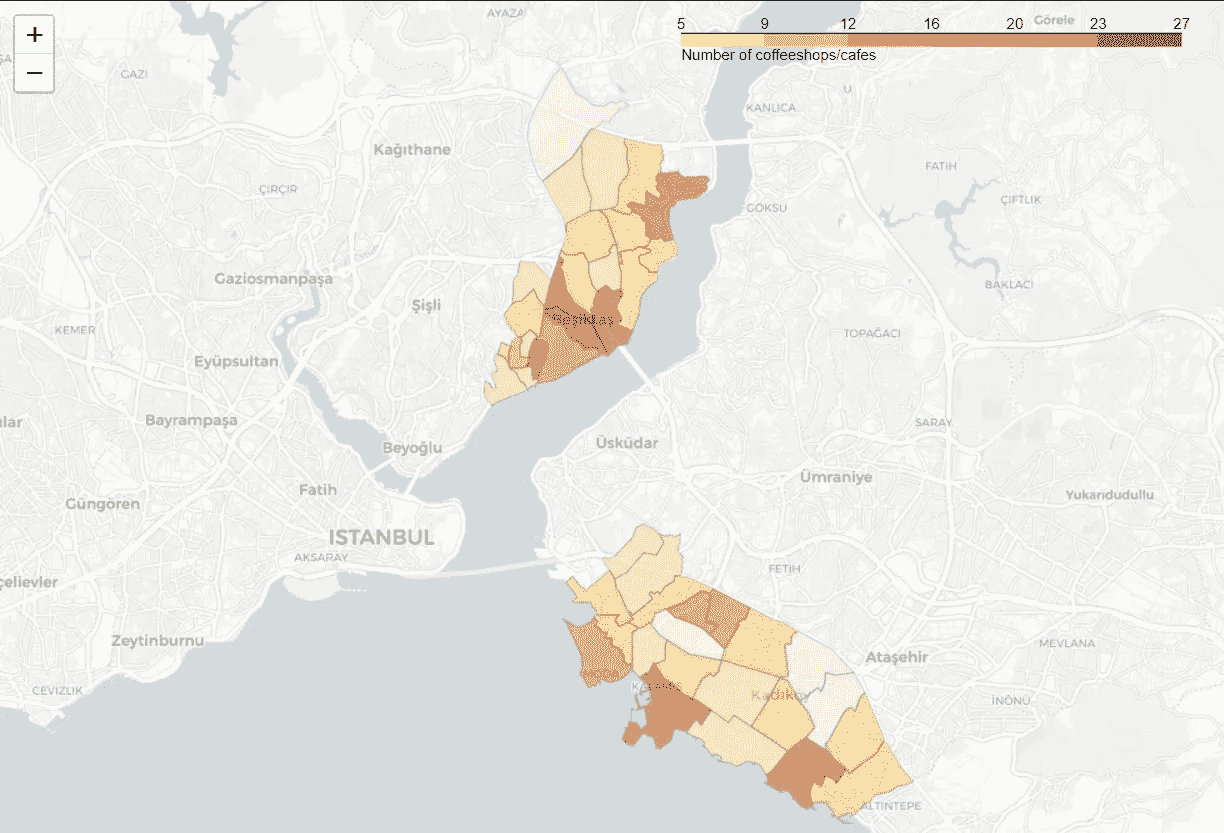 +
−
5 9 12 16 20 23 27
Number of coffeeshops/cafes
AYAZA
Görele
GAZI
KANLICA
U
Kağıthane
FATIH
ÇIRÇIR
ÇIFTLIK
GÖKSU
Gaziosmanpaşa
BAKLACI
Şişli
KEMER
Beşiktaş
TOPAĞACI
Eyüpsultan
lar
Bayrampaşa
SARAY
Beyoğlu
Üsküdar
Ümraniye
Fatih
Yukarıdudullu
Güngören
ISTANBUL
AKSARAY
FETIH
çelievler
Zeytinburnu
MEVLANA
Ataşehir
CEVIZLIK
Kadıköy
İNÖNÜ
ALTINTEPE